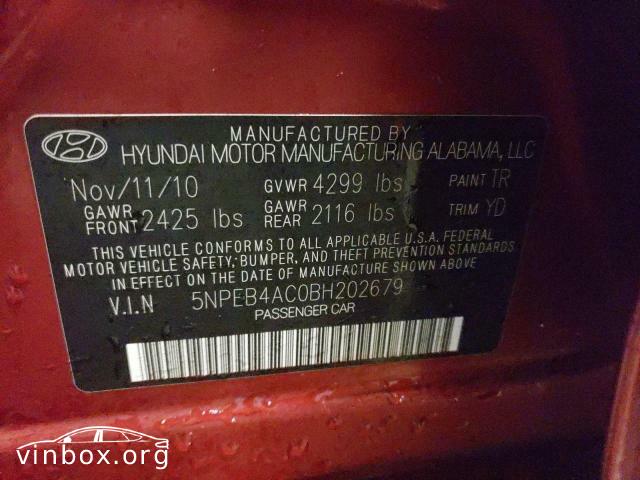 MANUFACTURED BY
HYUNDAI MOTOR MANUFACTURING ALABAMA, LLC
Nov/11/10 GVWR 4299 lbs PAINT TR
GAWR FRONT 2425 lbs GAWR REAR 2116 lbs TRIM YD
THIS VEHICLE CONFORMS TO ALL APPLICABLE U.S.A. FEDERAL
MOTOR VEHICLE SAFETY, BUMPER, AND THEFT PREVENTION STANDARDS
IN EFFECT ON THE DATE OF MANUFACTURE SHOWN ABOVE
V.I.N 5NPEB4AC0BH202679
PASSENGER CAR
vinbox.org